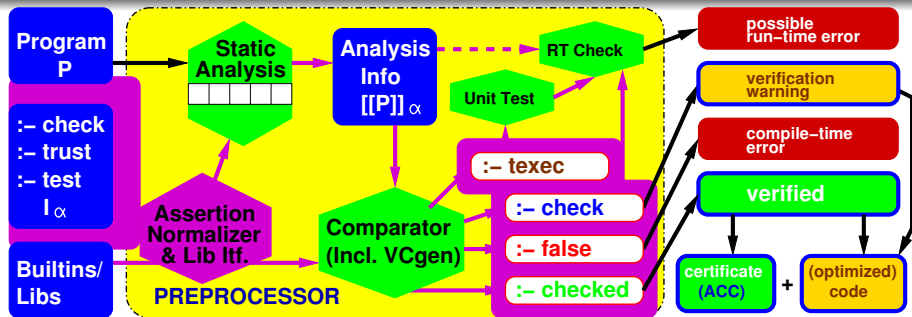 Program
P
:– check
:– trust
:– test
I α
Builtins/
Libs
Static
Analysis
Assertion
Normalizer
& Lib Itf.
PREPROCESSOR
Analysis
Info
[[P]] α
Comparator
(Incl. VCgen)
RT Check
Unit Test
:– texec
:– check
:– false
:– checked
possible
run–time error
verification
warning
compile–time
error
verified
certificate
(ACC)
+
(optimized)
code